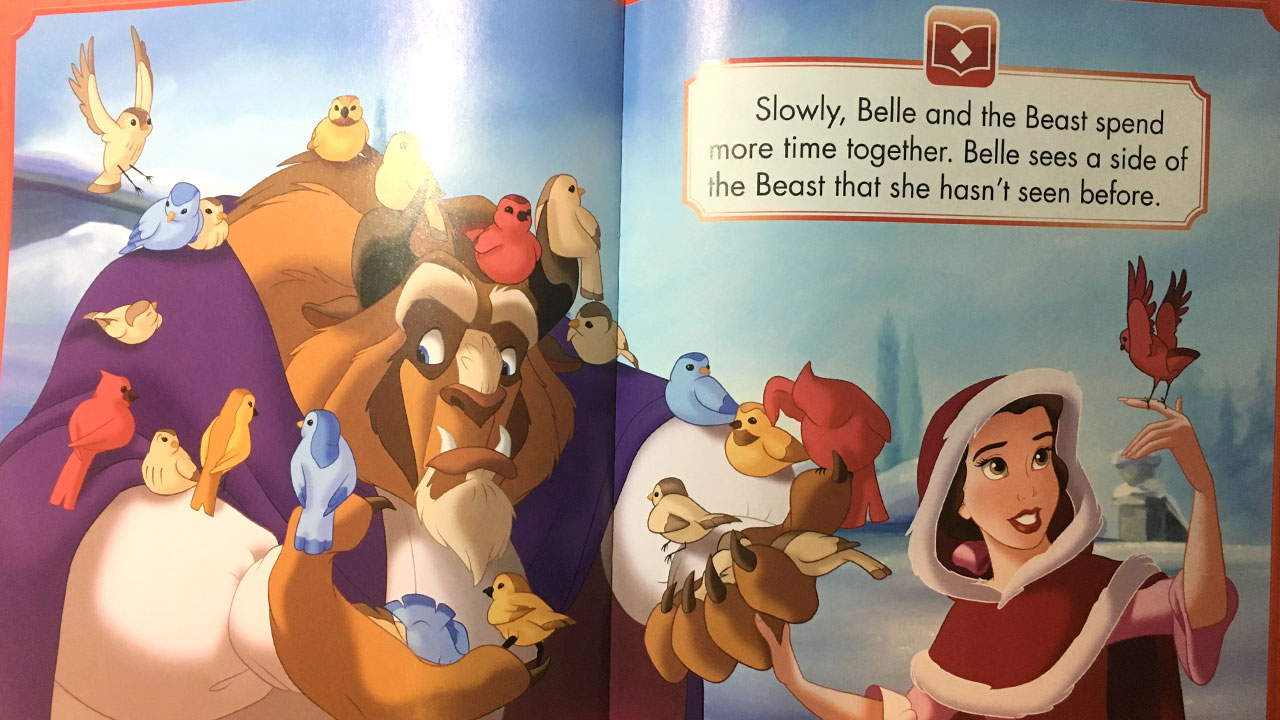 Slowly, Belle and the Beast spend
more time together. Belle sees a side of
the Beast that she hasn't seen before.